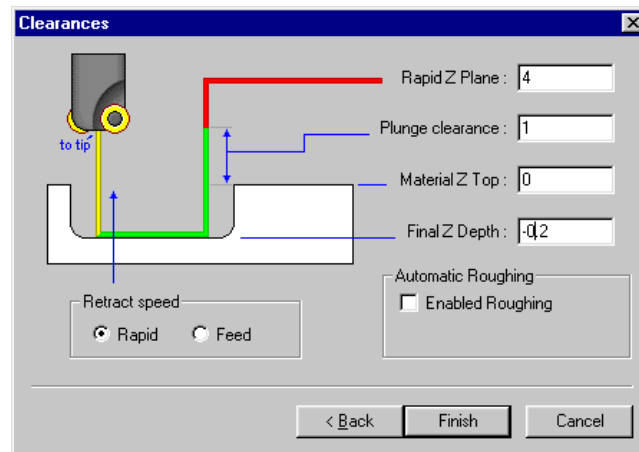 Clearances
to tip
Rapid Z Plane : 4
Plunge clearance : 1
Material Z Top : 0
Final Z Depth : -0.2
Retract speed
Rapid
Feed
Automatic Roughing
Enabled Roughing
< Back
Finish
Cancel